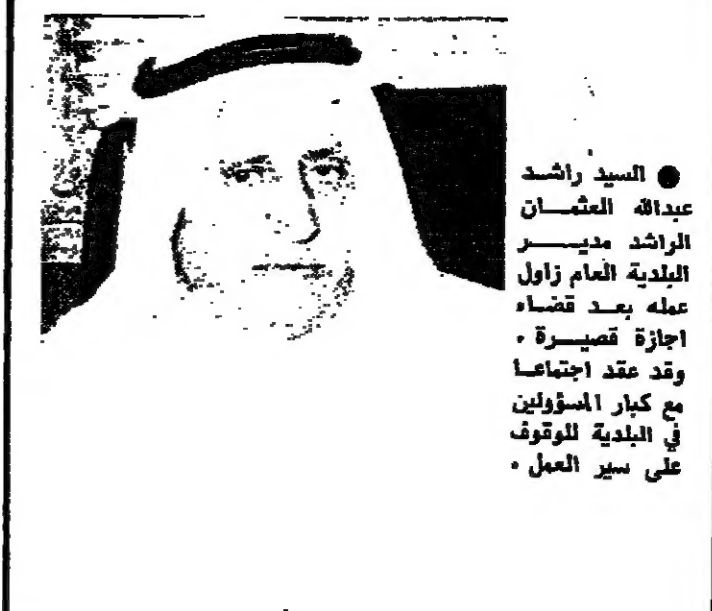 ● السيد راشد
عبدالله العثمان
الراشد مدير
البلدية العام زاول
عمله بعد قضاء
اجازة قصيرة .
وقد عقد اجتماعا
مع كبار المسؤولين
في البلدية للوقوف
على سير العمل .